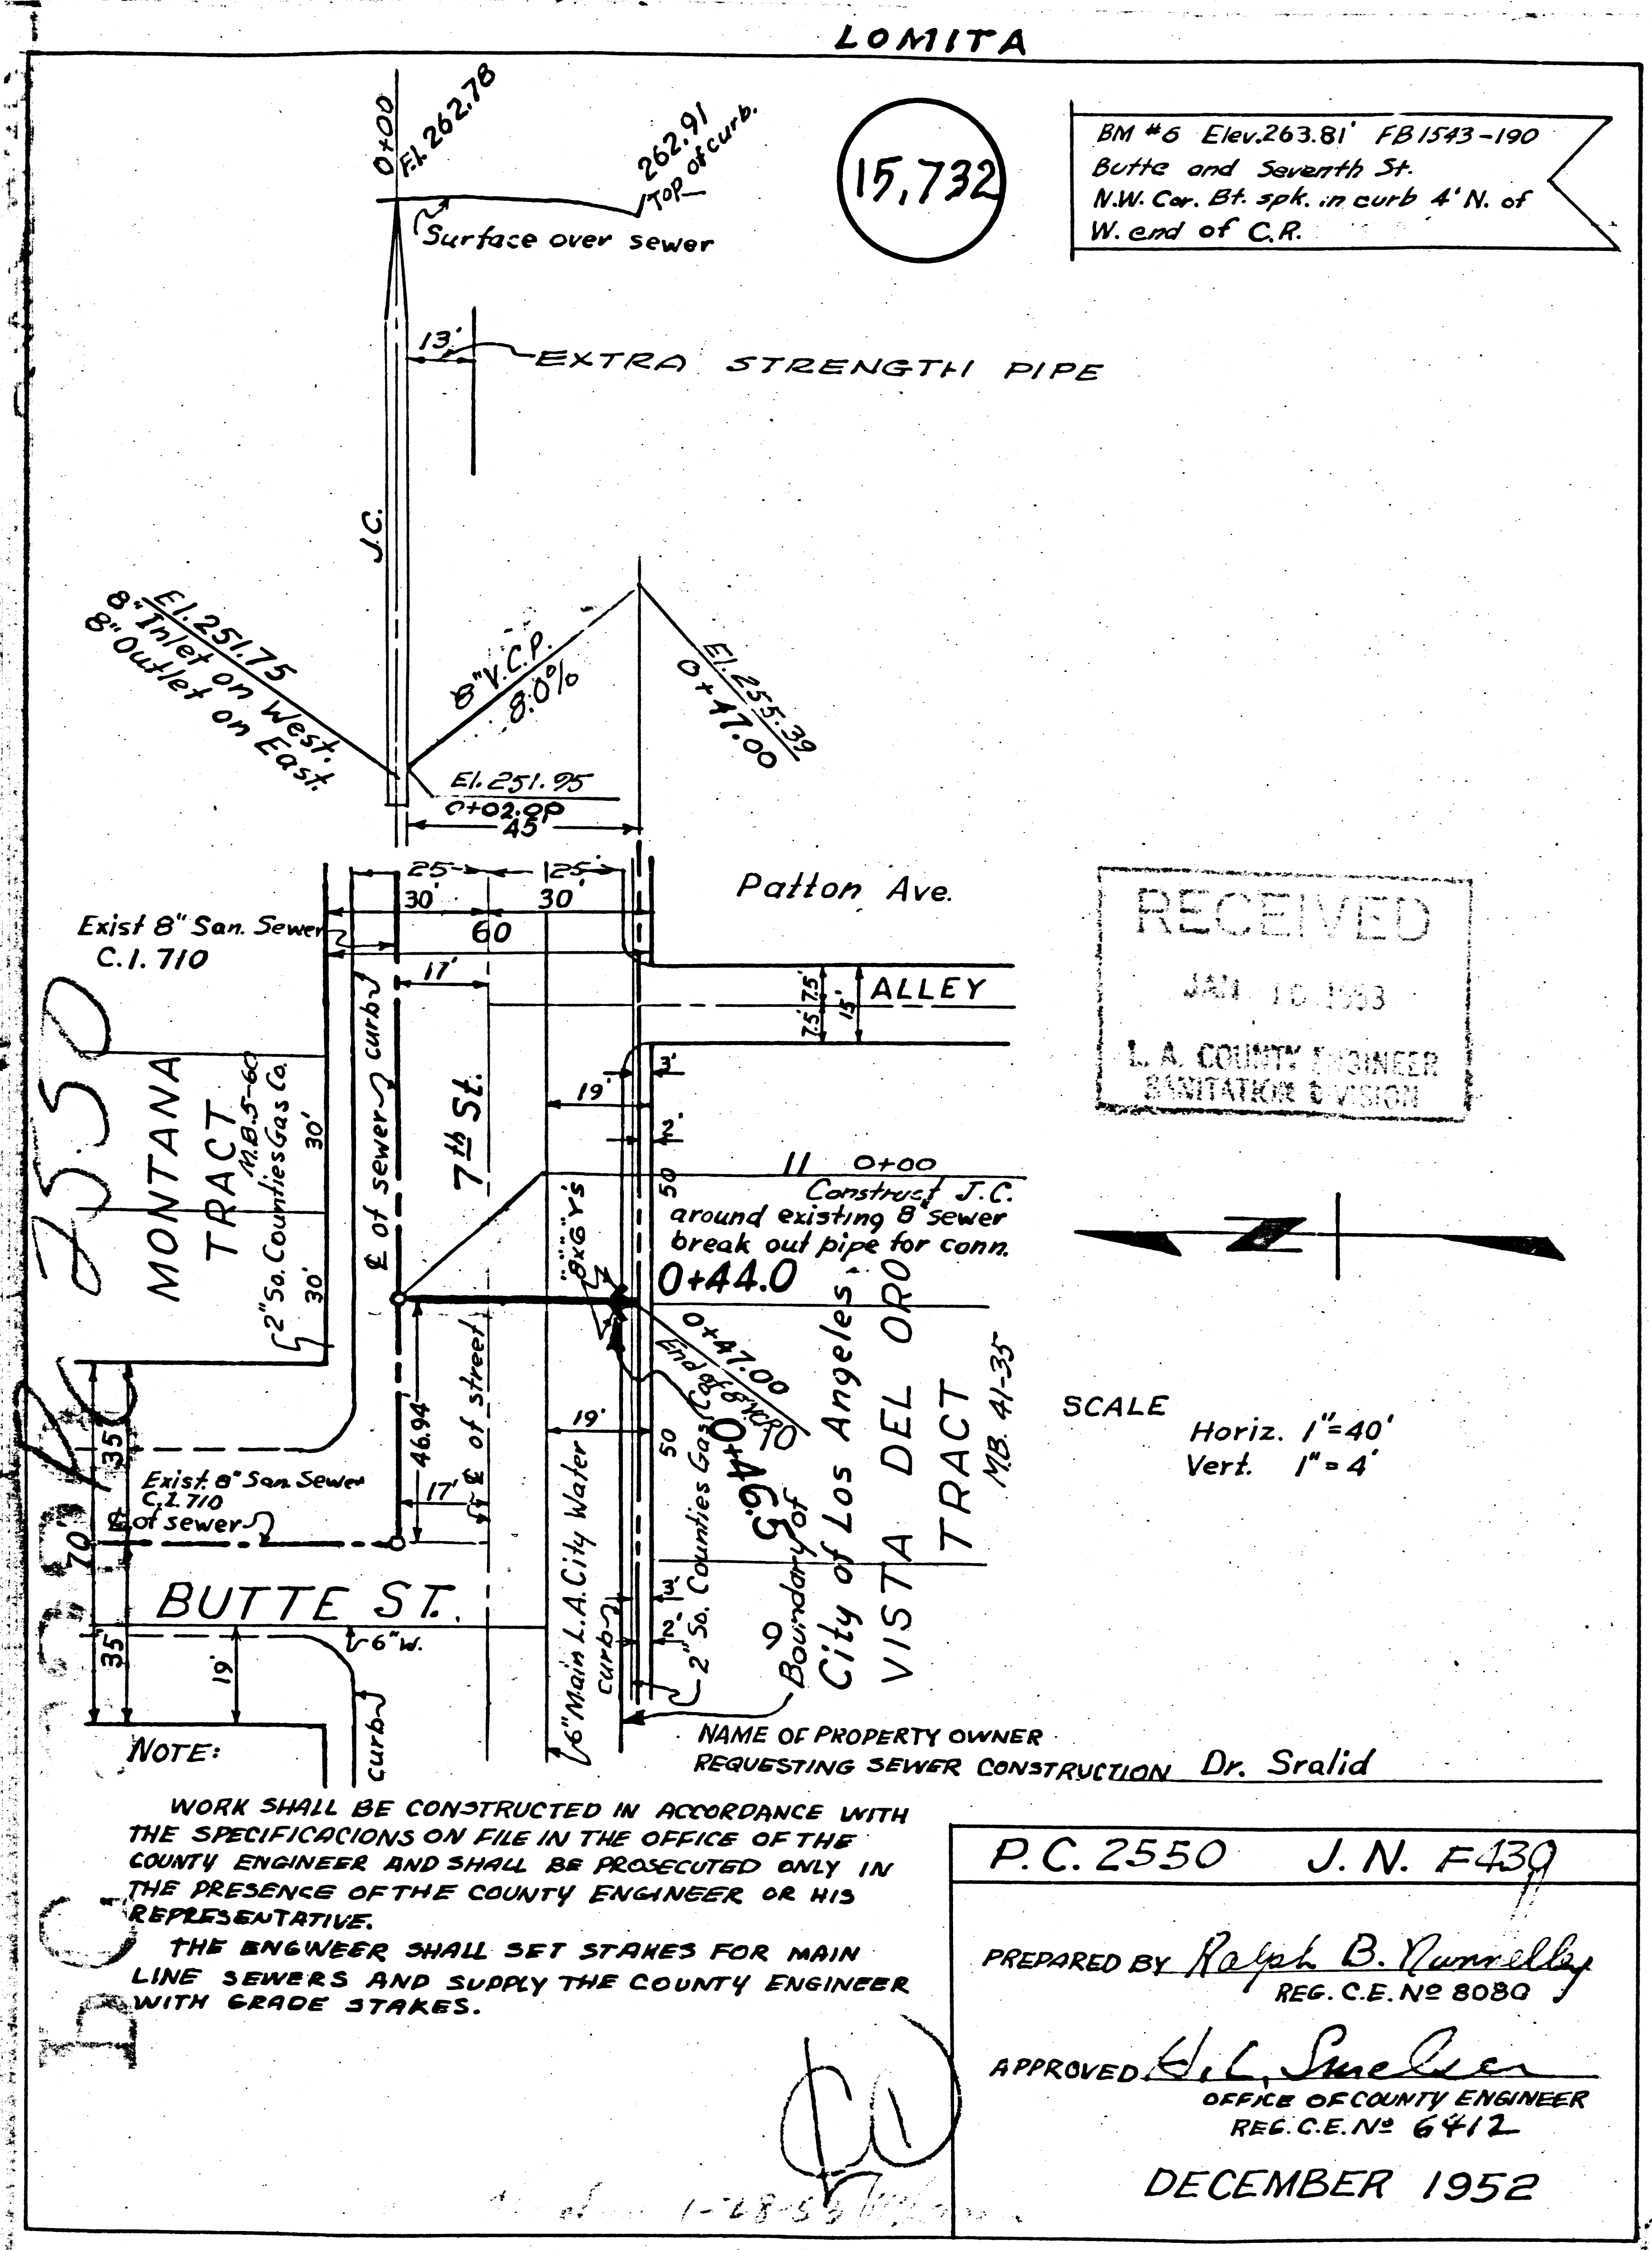 LOMITA
0+00
El. 262.78
262.91
TOP of curb.
Surface over sewer
15,732
BM #6 Elev.263.81' FB 1543-190
Butte and Seventh St.
N.W. Cor. Bt. spk. in curb 4' N. of
W. end of C.R.
13'
EXTRA STRENGTH PIPE
J.C.
El. 251.75
8" Inlet on West.
8" Outlet on East.
8" V.C.P.
8.0%
El. 255.39
0+47.00
El. 251.95
0+02.00
45'
25'
25'
30'
30'
60
17'
Patton Ave.
Exist 8" San. Sewer
C.I. 710
ALLEY
7.5' 7.5'
15'
RECEIVED
JAN 1953
L. A. COUNTY ENGINEER
SANITATION DIVISION
2550
MONTANA
TRACT
M.B. 5-60
2" So. Counties Gas Co.
30'
30'
℄ of sewer
curb
7th St.
19'
3'
2'
50
11 0+00
Construct J.C.
around existing 8" sewer
break out pipe for conn.
8"x6" Y's
0+44.0
0+47.00
End of 8" VCP
10
0+46.5
46.94
17'
℄ of street
19'
50
6" Main L.A. City Water
curb
2" So. Counties Gas Co.
3'
2'
Boundary of
City of Los Angeles
VISTA DEL ORO
TRACT
M.B. 41-35
SCALE
Horiz. 1"=40'
Vert. 1"=4'
35'
70'
35'
Exist. 8" San. Sewer
C.I. 710
℄ of sewer
BUTTE ST.
6" W.
19'
curb
NOTE:
NAME OF PROPERTY OWNER
REQUESTING SEWER CONSTRUCTION Dr. Sralid
WORK SHALL BE CONSTRUCTED IN ACCORDANCE WITH
THE SPECIFICACIONS ON FILE IN THE OFFICE OF THE
COUNTY ENGINEER AND SHALL BE PROSECUTED ONLY IN
THE PRESENCE OF THE COUNTY ENGINEER OR HIS
REPRESENTATIVE.
THE ENGWEER SHALL SET STAKES FOR MAIN
LINE SEWERS AND SUPPLY THE COUNTY ENGINEER
WITH GRADE STAKES.
P.C. 2550 J.N. F439
PREPARED BY Ralph B. Nunnelley
REG. C.E. Nº 8080
APPROVED H.C. Smelser
OFFICE OF COUNTY ENGINEER
REG. C.E. Nº 6412
DECEMBER 1952
1-28-53